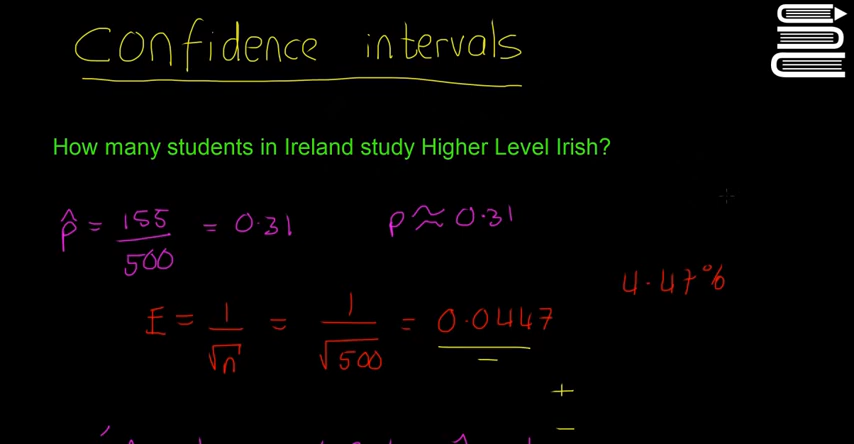 Confidence intervals
How many students in Ireland study Higher Level Irish?
p̂ = 155/500 = 0.31 p ≈ 0.31
E = 1/√n = 1/√500 = 0.0447 4.47%
+
−